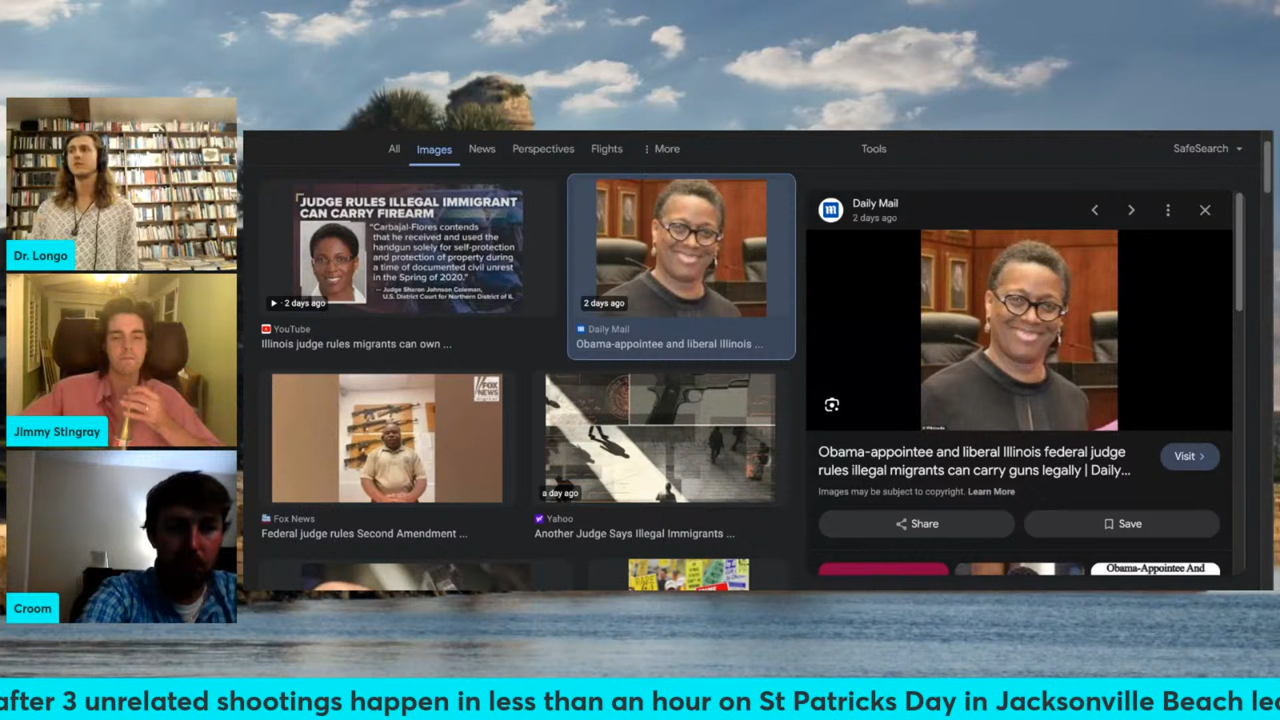 All Images News Perspectives Flights More Tools SafeSearch
JUDGE RULES ILLEGAL IMMIGRANT
CAN CARRY FIREARM
"Carbajal-Flores contends
that he received and used the
handgun solely for self-protection
and protection of property during
a time of documented civil unrest
in the Spring of 2020."
— Judge Sharon Johnson Coleman,
U.S. District Court for Northern District of IL
2 days ago
YouTube
Illinois judge rules migrants can own ...
2 days ago
Daily Mail
Obama-appointee and liberal Illinois ...
FOX
NEWS
Fox News
Federal judge rules Second Amendment ...
a day ago
Yahoo
Another Judge Says Illegal Immigrants ...
Daily Mail
2 days ago
Obama-appointee and liberal Illinois federal judge
rules illegal migrants can carry guns legally | Daily...
Visit
Images may be subject to copyright. Learn More
Share
Save
Obama-Appointee And
Dr. Longo
Jimmy Stingray
Croom
after 3 unrelated shootings happen in less than an hour on St Patricks Day in Jacksonville Beach le